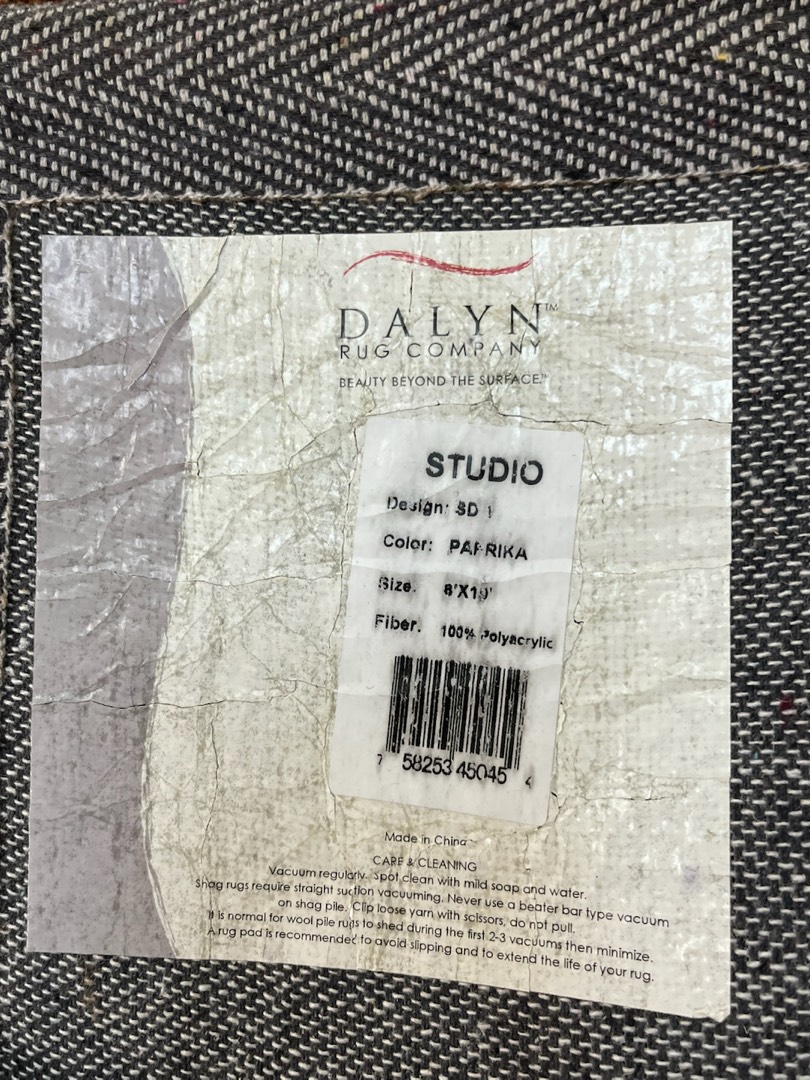 DALYN™
RUG COMPANY
BEAUTY BEYOND THE SURFACE.™
STUDIO
Design: SD 1
Color: PAPRIKA
Size: 8'X10'
Fiber: 100% Polyacrylic
7 58253 45045 4
Made in China
CARE & CLEANING
Vacuum regularly. Spot clean with mild soap and water.
Shag rugs require straight suction vacuuming. Never use a beater bar type vacuum
on shag pile. Clip loose yarn with scissors, do not pull.
It is normal for wool pile rugs to shed during the first 2-3 vacuums then minimize.
A rug pad is recommended to avoid slipping and to extend the life of your rug.